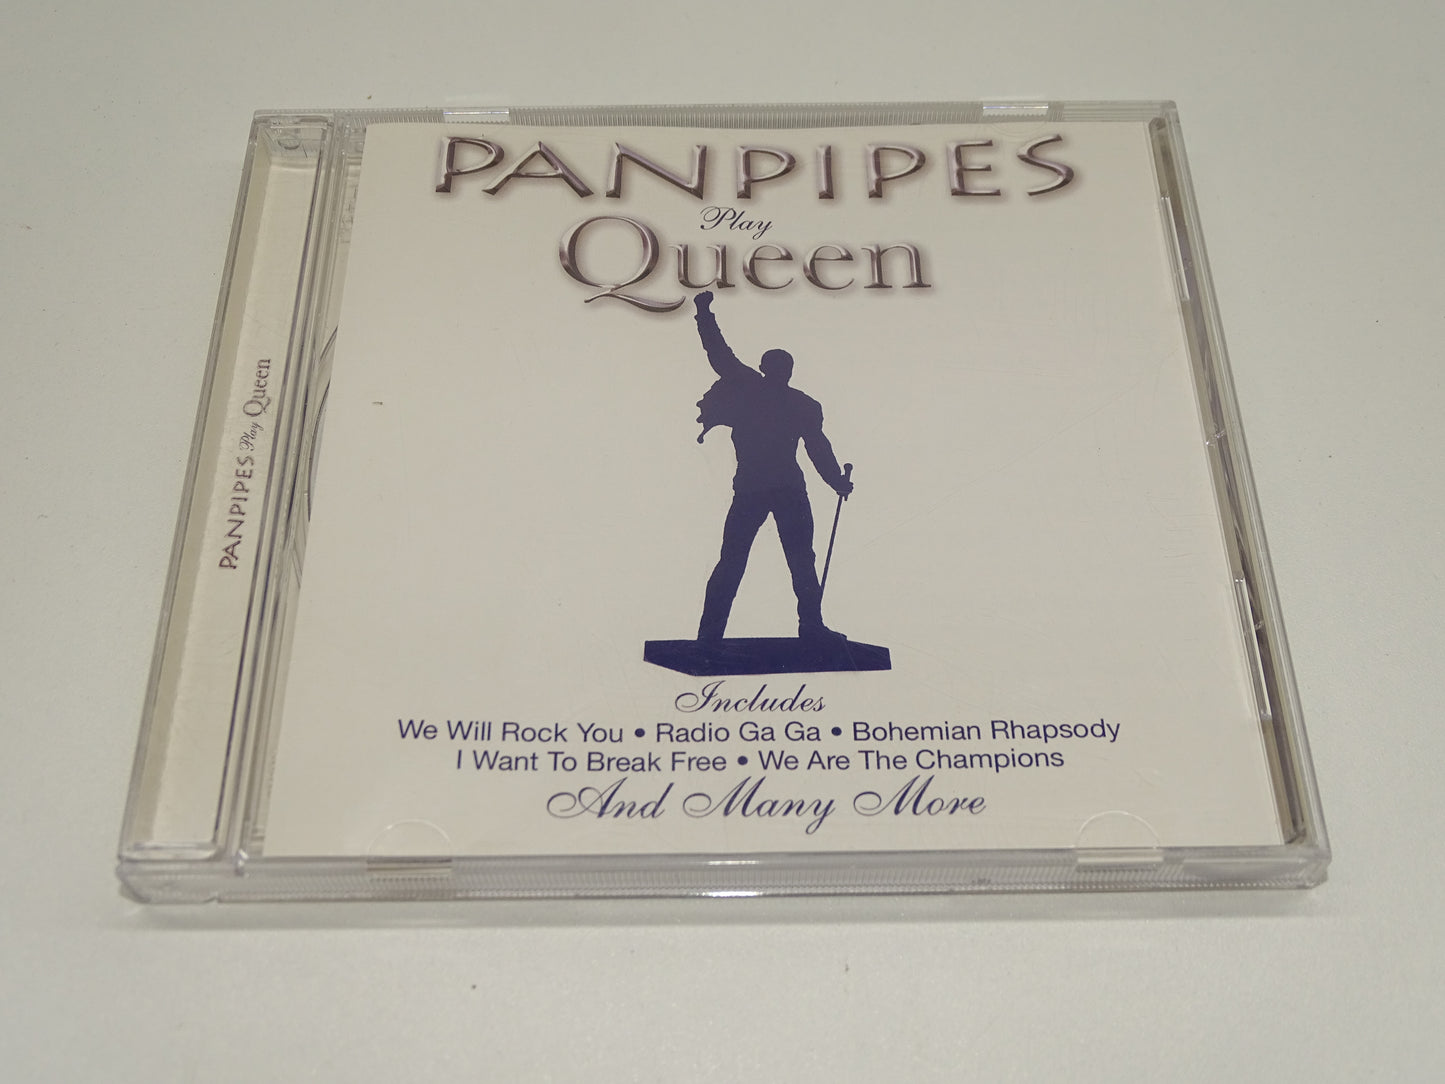 PANPIPES
Play
Queen
Includes
We Will Rock You • Radio Ga Ga • Bohemian Rhapsody
I Want To Break Free • We Are The Champions
And Many More
PANPIPES Play Queen